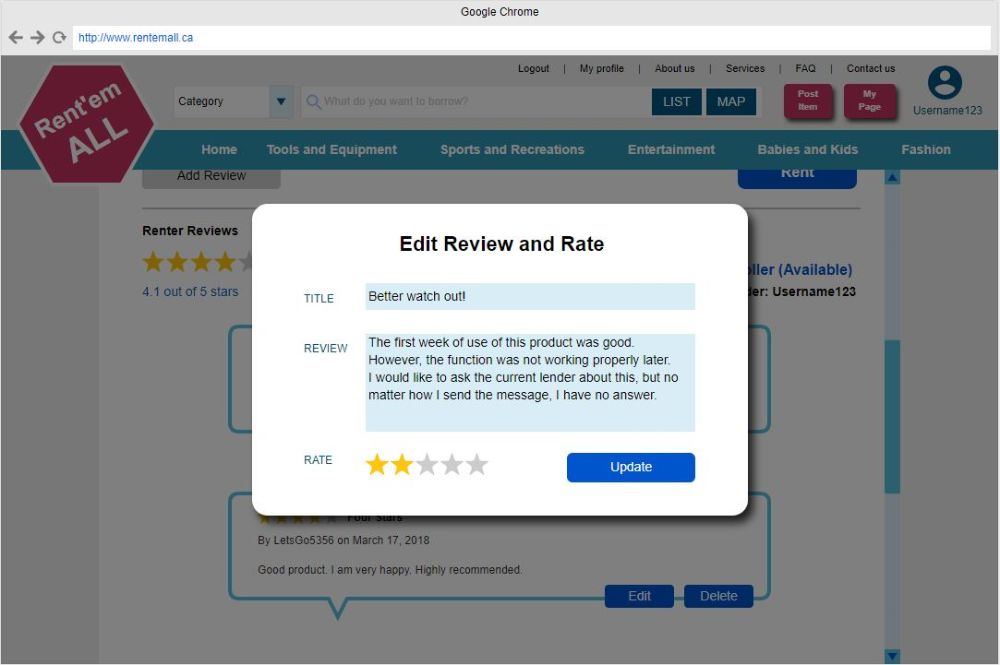 Google Chrome
http://www.rentemall.ca
Logout | My profile | About us | Services | FAQ | Contact us
Rent'em
ALL
Category
What do you want to borrow?
LIST
MAP
Post
Item
My
Page
Username123
Home
Tools and Equipment
Sports and Recreations
Entertainment
Babies and Kids
Fashion
Add Review
Rent
Renter Reviews
4.1 out of 5 stars
(Available)
Username123
Edit Review and Rate
TITLE
Better watch out!
REVIEW
The first week of use of this product was good.
However, the function was not working properly later.
I would like to ask the current lender about this, but no
matter how I send the message, I have no answer.
RATE
Update
Four Stars
By LetsGo5356 on March 17, 2018
Good product. I am very happy. Highly recommended.
Edit
Delete